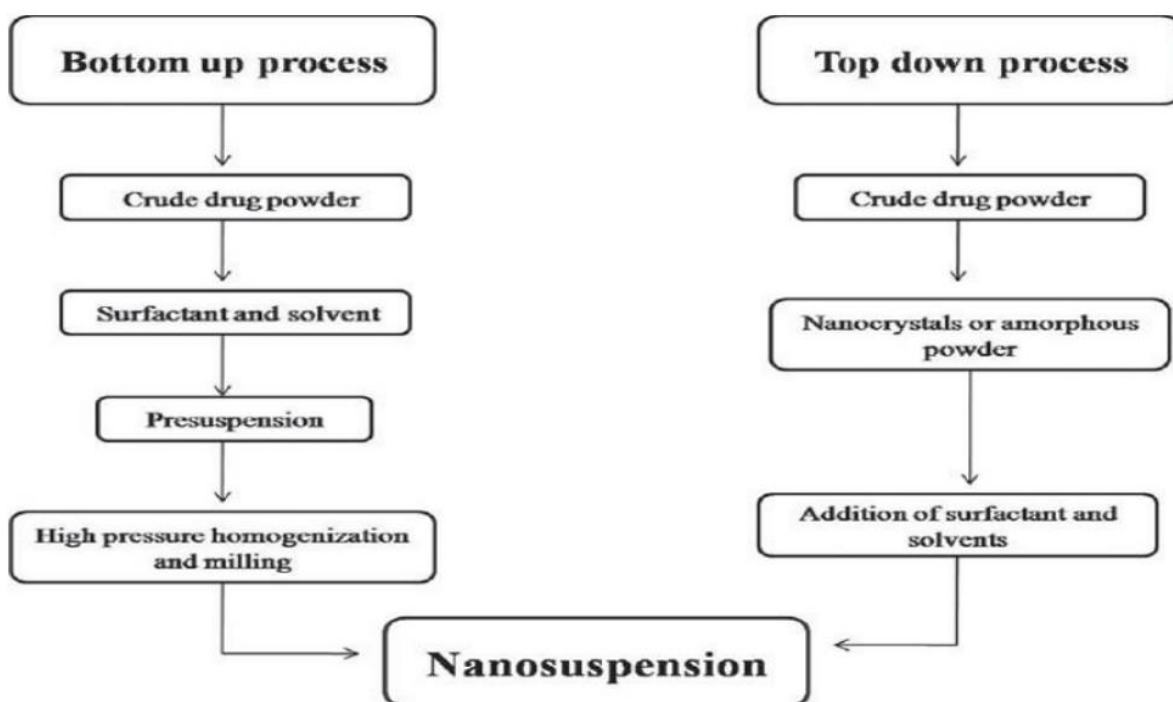 Bottom up process
Crude drug powder
Surfactant and solvent
Presuspension
High pressure homogenization
and milling
Top down process
Crude drug powder
Nanocrystals or amorphous
powder
Addition of surfactant and
solvents
Nanosuspension